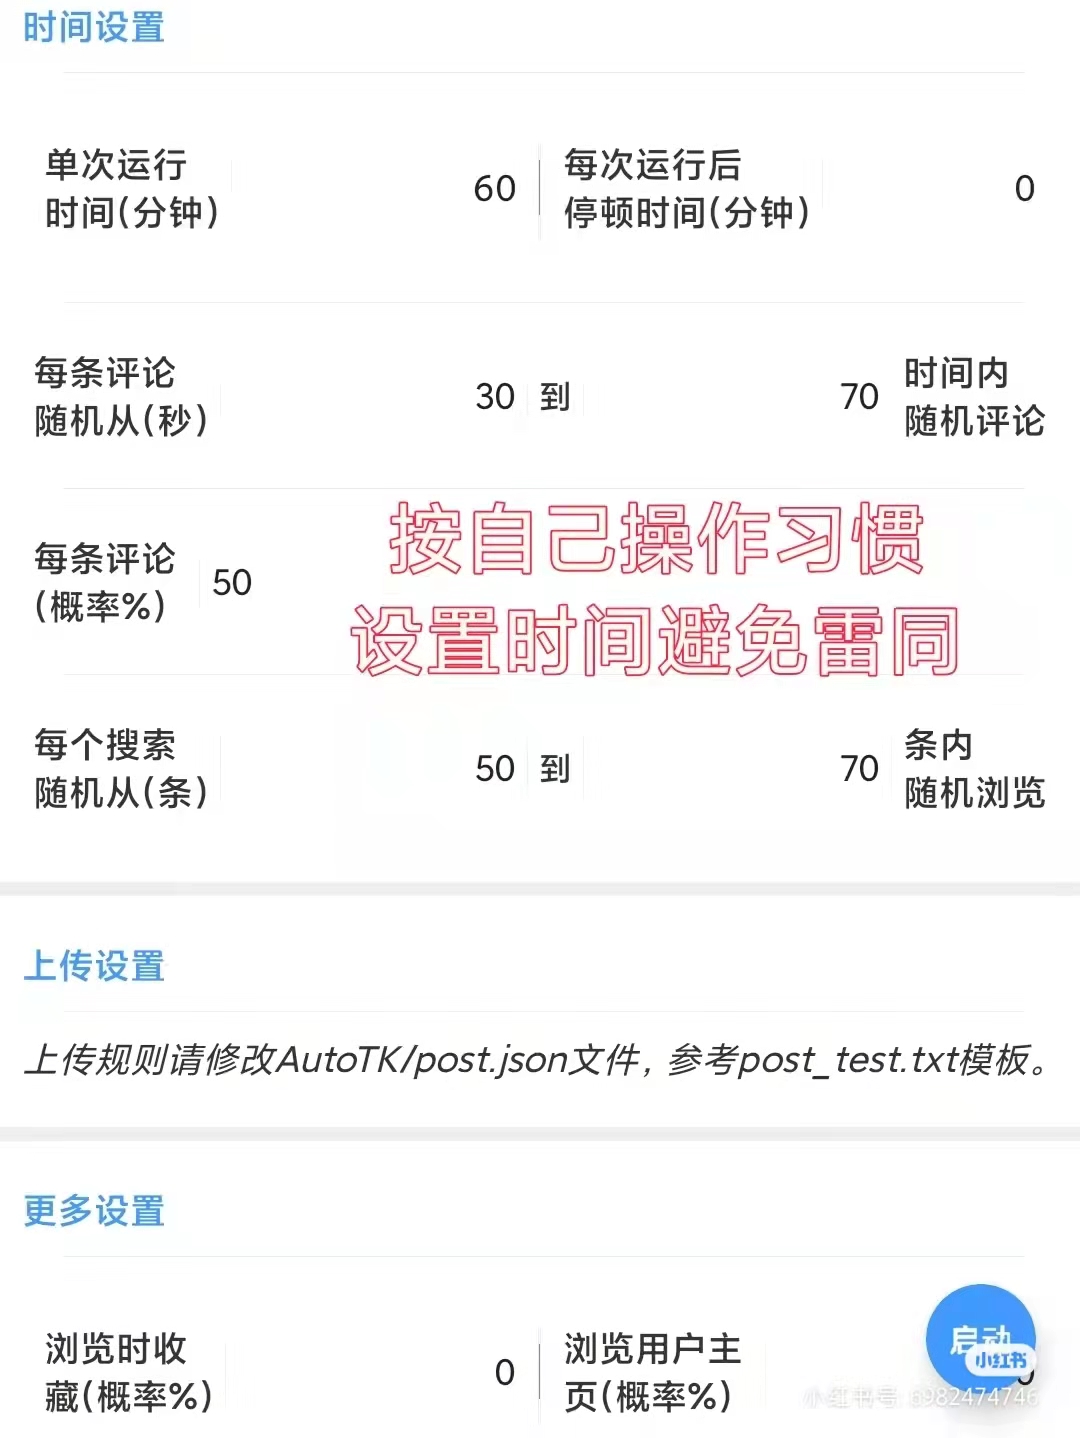 时间设置
单次运行
时间(分钟)
60
每次运行后
停顿时间(分钟)
0
每条评论
随机从(秒)
30 到
70
时间内
随机评论
按自己操作习惯
设置时间避免雷同
每条评论
(概率%)
50
每个搜索
随机从(条)
50 到
70
条内
随机浏览
上传设置
上传规则请修改AutoTK/post.json文件，参考post_test.txt模板。
更多设置
浏览时收
藏(概率%)
0
浏览用户主
页(概率%)
启动
小红书
小红书号: 6982474746